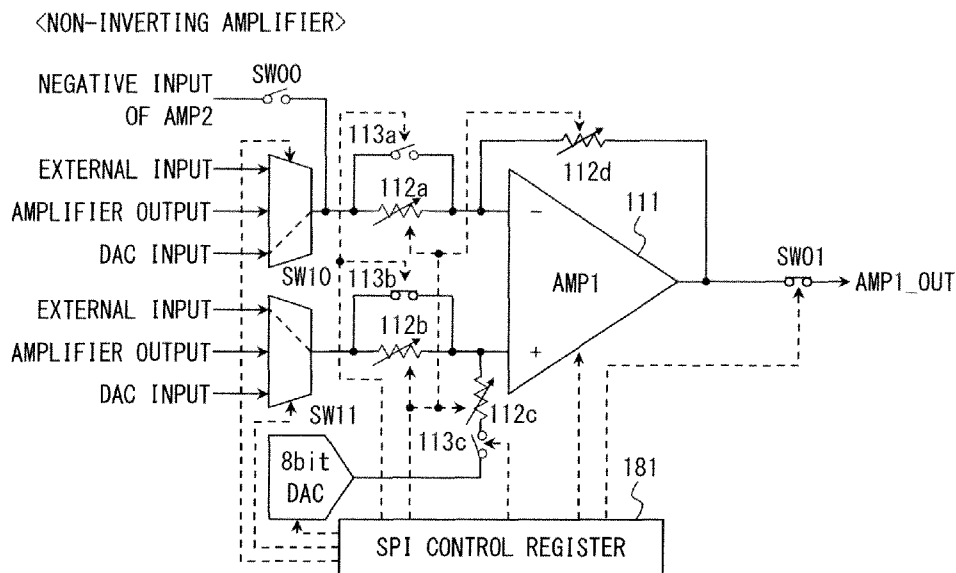 <NON-INVERTING AMPLIFIER>
NEGATIVE INPUT
OF AMP2
SW00
EXTERNAL INPUT
AMPLIFIER OUTPUT
DAC INPUT
SW10
113a
112a
112d
111
AMP1
−
+
SW01
AMP1_OUT
EXTERNAL INPUT
AMPLIFIER OUTPUT
DAC INPUT
SW11
113b
112b
112c
113c
8bit
DAC
181
SPI CONTROL REGISTER